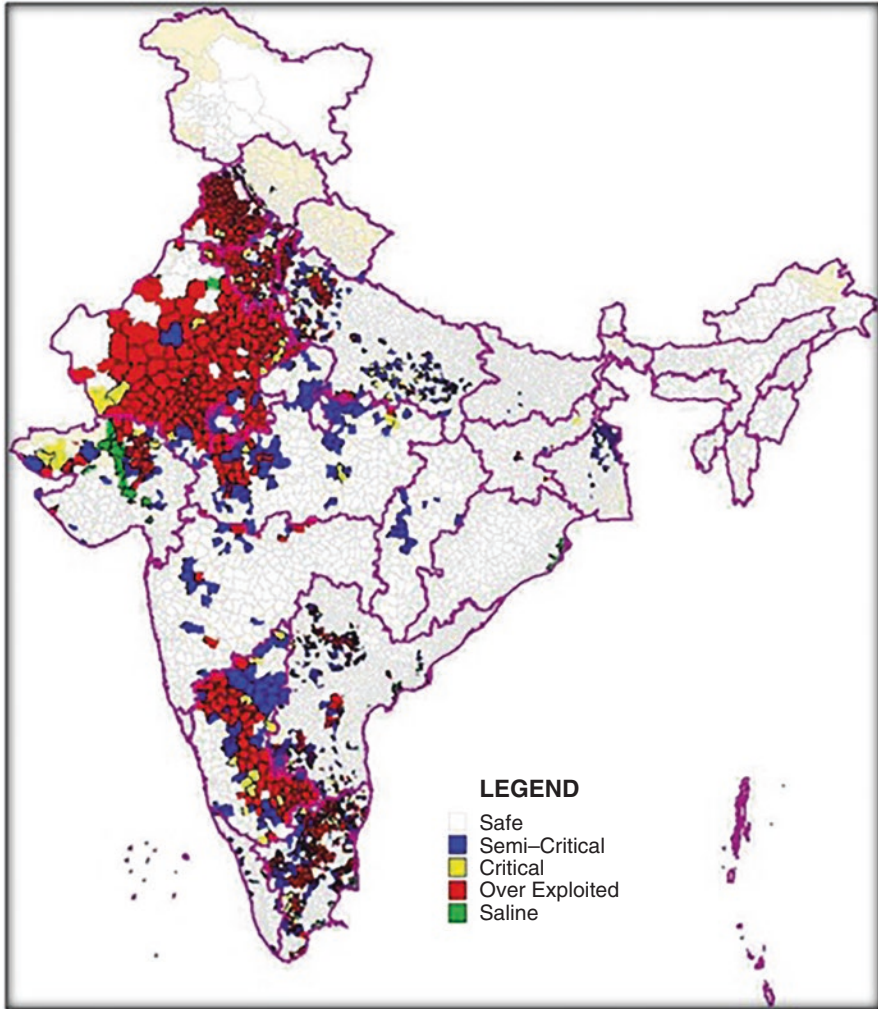 LEGEND
Safe
Semi–Critical
Critical
Over Exploited
Saline